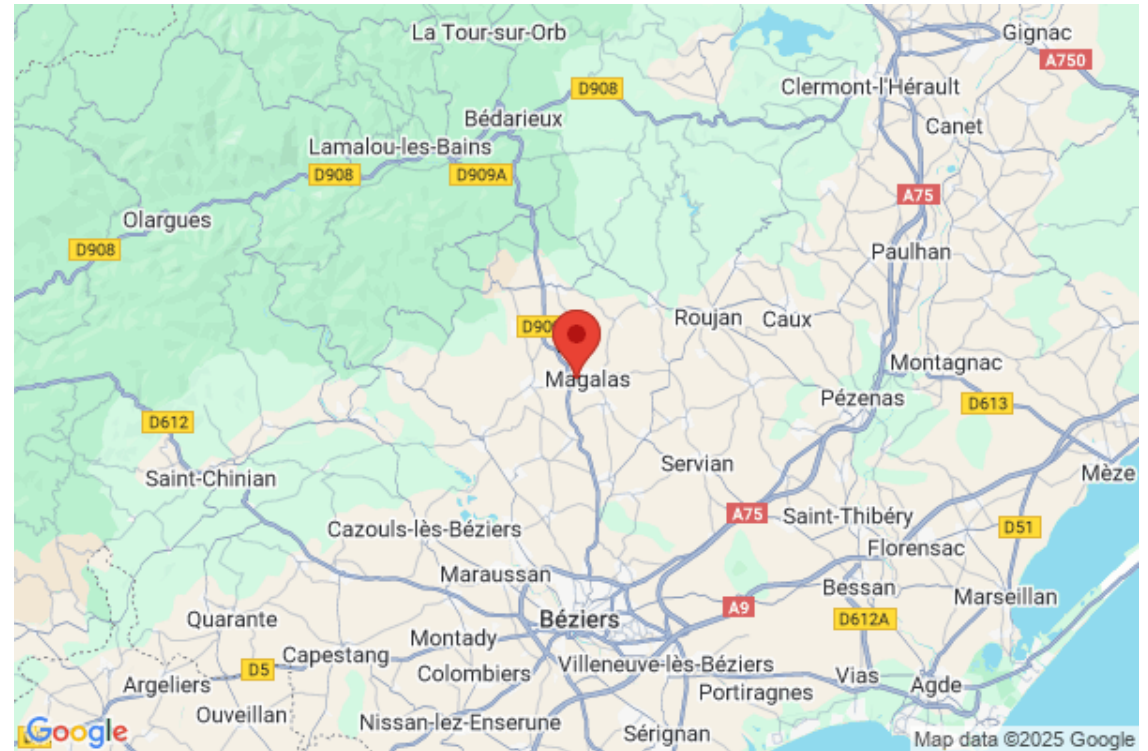 La Tour-sur-Orb
Gignac
A750
D908
Clermont-l'Hérault
Bédarieux
Canet
Lamalou-les-Bains
D908
D909A
A75
Olargues
D908
Paulhan
Roujan
Caux
D909
Magalas
Montagnac
Pézenas
D613
D612
Servian
Mèze
Saint-Chinian
A75
Saint-Thibéry
D51
Cazouls-lès-Béziers
Florensac
Maraussan
Bessan
Marseillan
A9
Quarante
Béziers
D612A
Montady
Capestang
D5
Villeneuve-lès-Béziers
Colombiers
Vias
Argeliers
Portiragnes
Agde
Ouveillan
Nissan-lez-Enserune
Sérignan
Google
Map data ©2025 Google